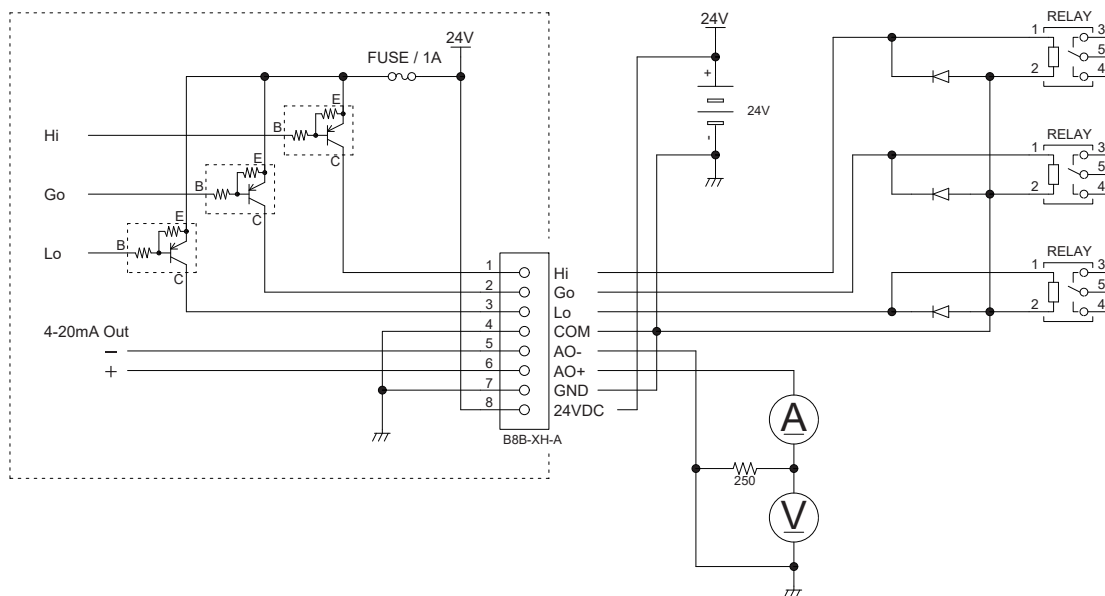 24V
FUSE / 1A
E
B
C
Hi
E
B
C
Go
E
B
C
Lo
4-20mA Out
−
+
1
2
3
4
5
6
7
8
B8B-XH-A
Hi
Go
Lo
COM
AO-
AO+
GND
24VDC
24V
+
24V
-
RELAY
1
2
3
5
4
RELAY
1
2
3
5
4
RELAY
1
2
3
5
4
A
250
V